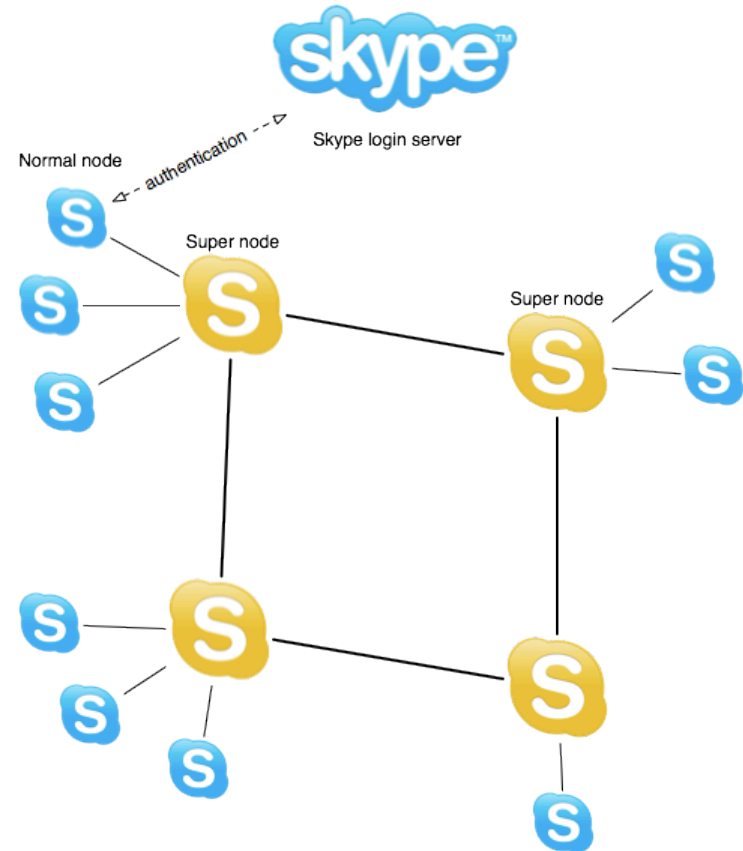 skype™
Skype login server
authentication
Normal node
S
Super node
S
S
Super node
S
S
S
S
S
S
S
S
S
S
S